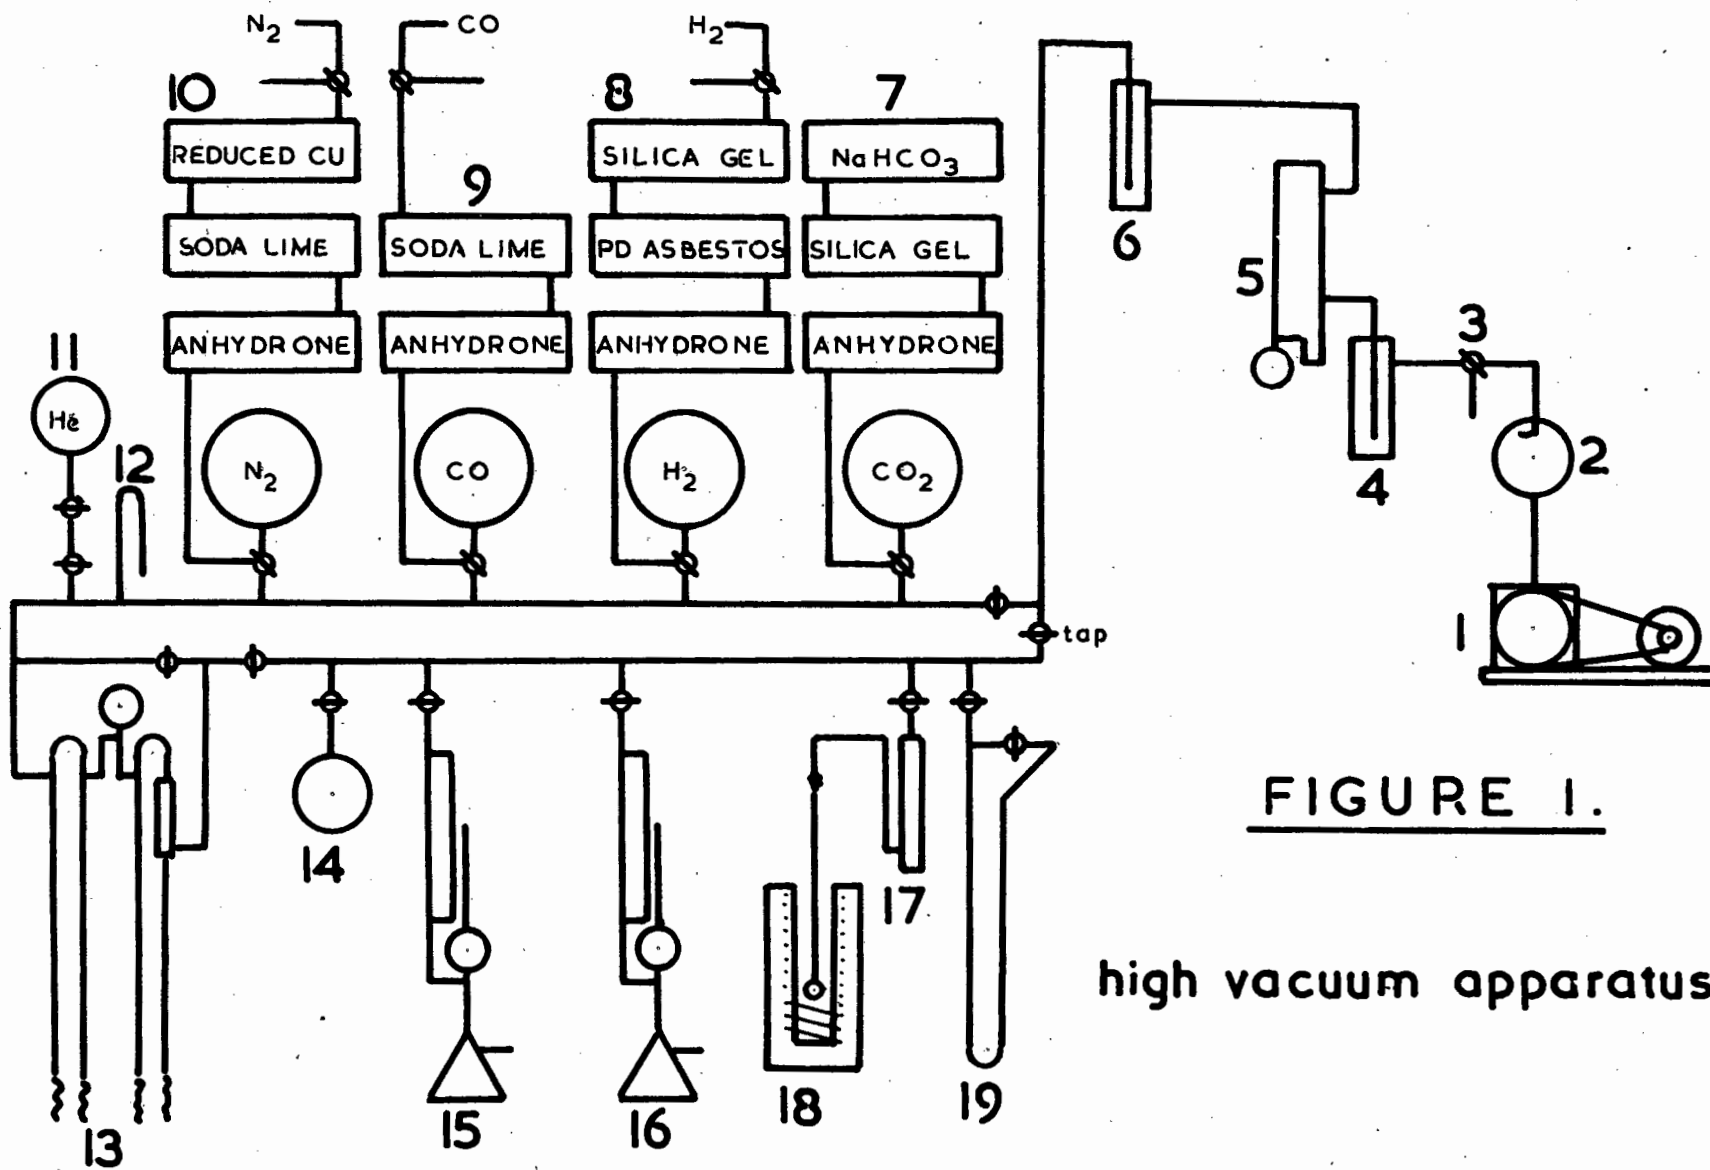 N2
CO
H2
10
8
7
REDUCED CU
SILICA GEL
NaHCO3
9
6
SODA LIME
SODA LIME
PD ASBESTOS
SILICA GEL
5
3
11
ANHYDRONE
ANHYDRONE
ANHYDRONE
ANHYDRONE
He
12
N2
CO
H2
CO2
4
2
1
tap
FIGURE 1.
14
17
high vacuum apparatus
13
15
16
18
19